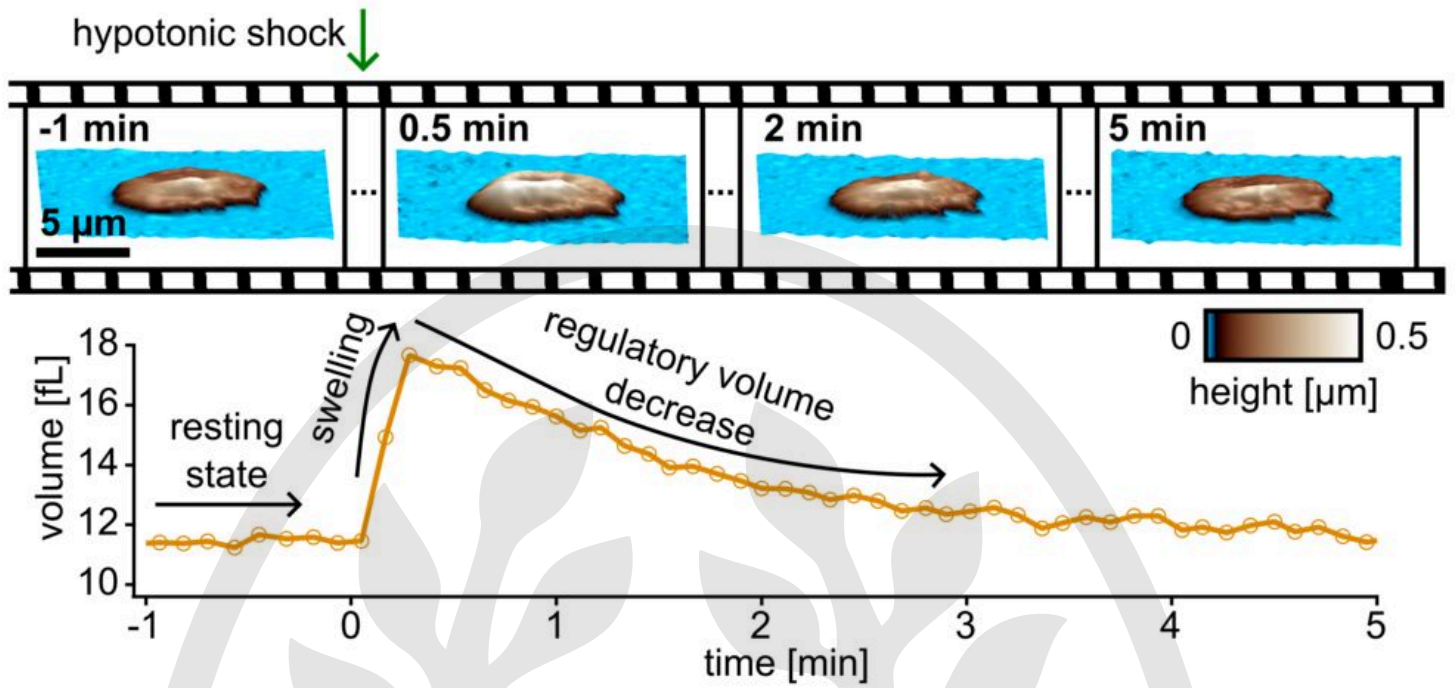 hypotonic shock
-1 min
0.5 min
2 min
5 min
5 µm
...
...
...
0
0.5
height [µm]
volume [fL]
18
16
14
12
10
resting
state
swelling
regulatory volume
decrease
-1
0
1
2
3
4
5
time [min]